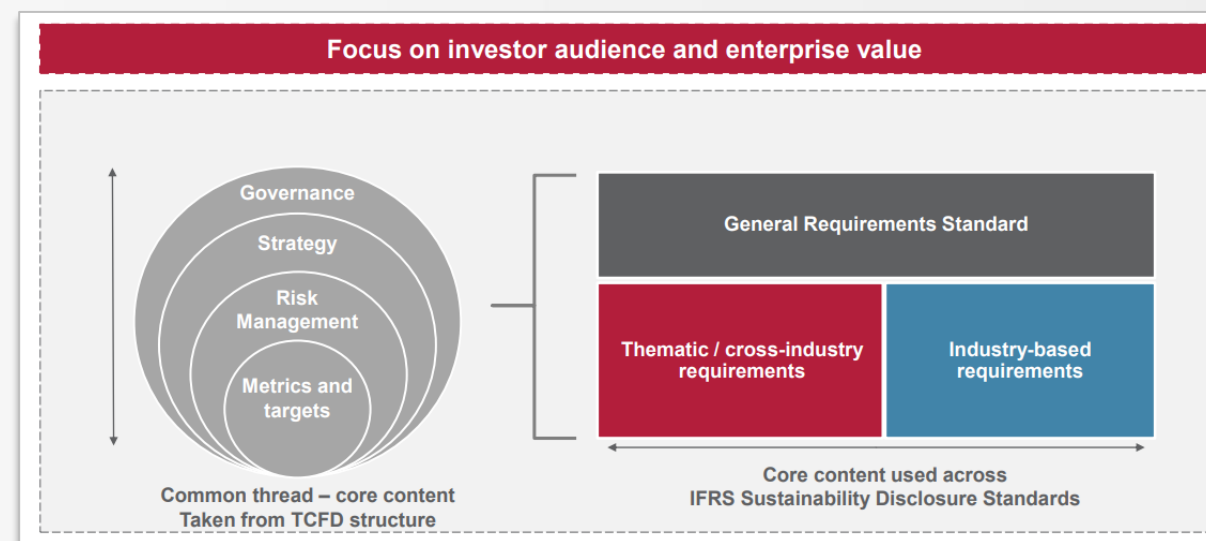 Focus on investor audience and enterprise value
Governance
Strategy
Risk
Management
Metrics and
targets
Common thread – core content
Taken from TCFD structure
General Requirements Standard
Thematic / cross-industry
requirements
Industry-based
requirements
Core content used across
IFRS Sustainability Disclosure Standards